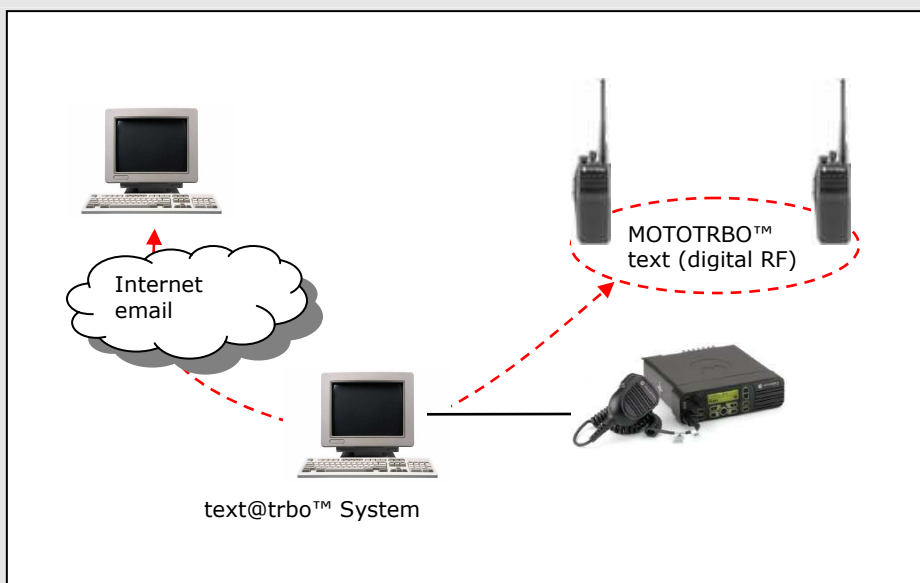 MOTOTRBO™
text (digital RF)
Internet
email
text@trbo™ System